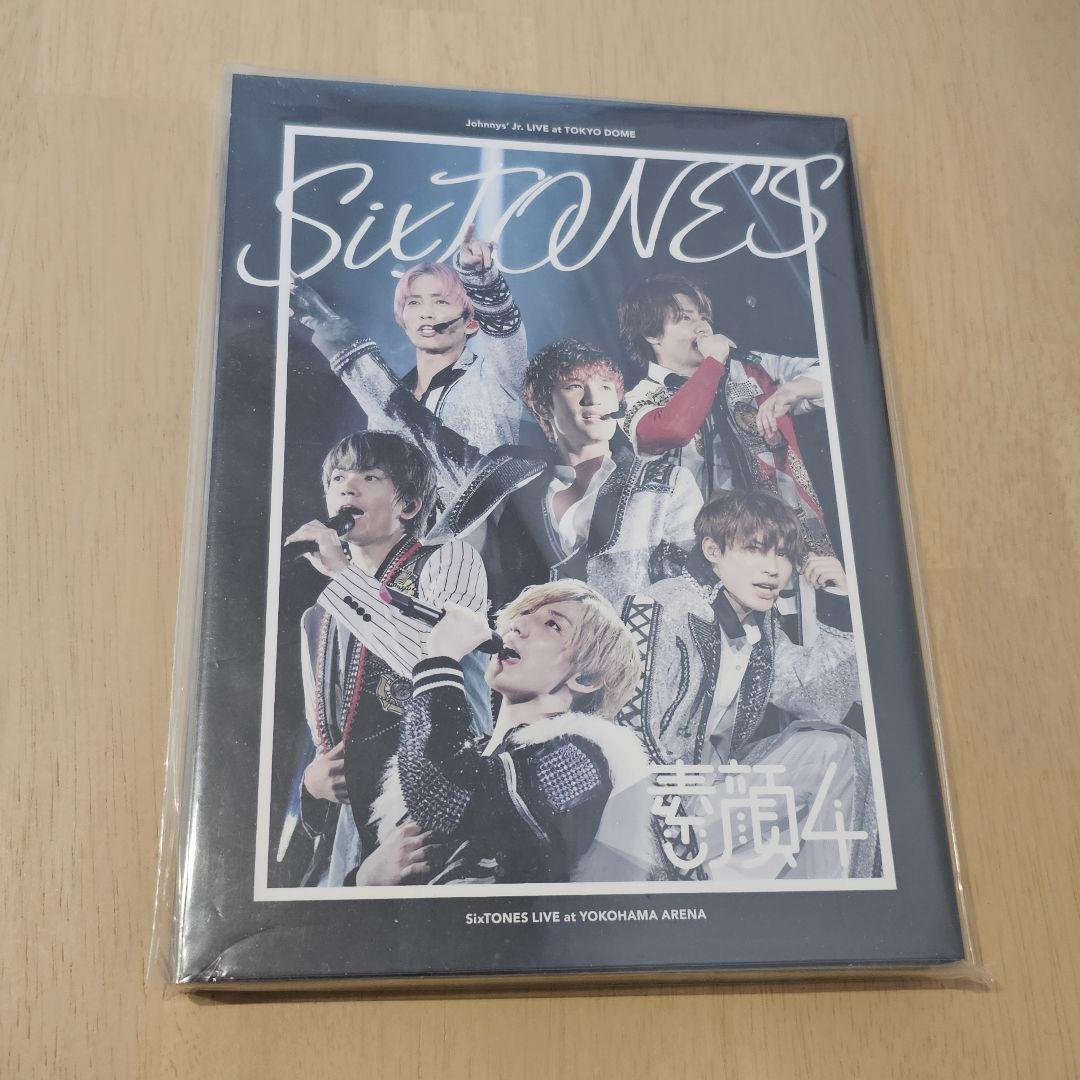 Johnnys' Jr. LIVE at TOKYO DOME
SixTONES
素顔4
SixTONES LIVE at YOKOHAMA ARENA